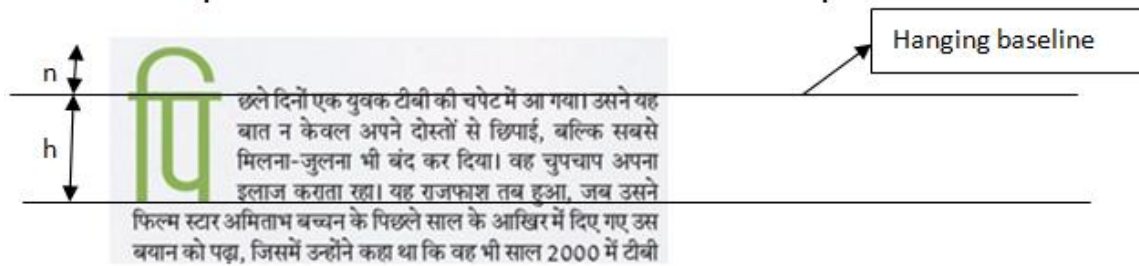 Hanging baseline
n
h
पि
छले दिनों एक युवक टीबी की चपेट में आ गया। उसने यह
बात न केवल अपने दोस्तों से छिपाई, बल्कि सबसे
मिलना-जुलना भी बंद कर दिया। वह चुपचाप अपना
इलाज कराता रहा। यह राजफाश तब हुआ, जब उसने
फिल्म स्टार अमिताभ बच्चन के पिछले साल के आखिर में दिए गए उस
बयान को पढ़ा, जिसमें उन्होंने कहा था कि वह भी साल 2000 में टीबी